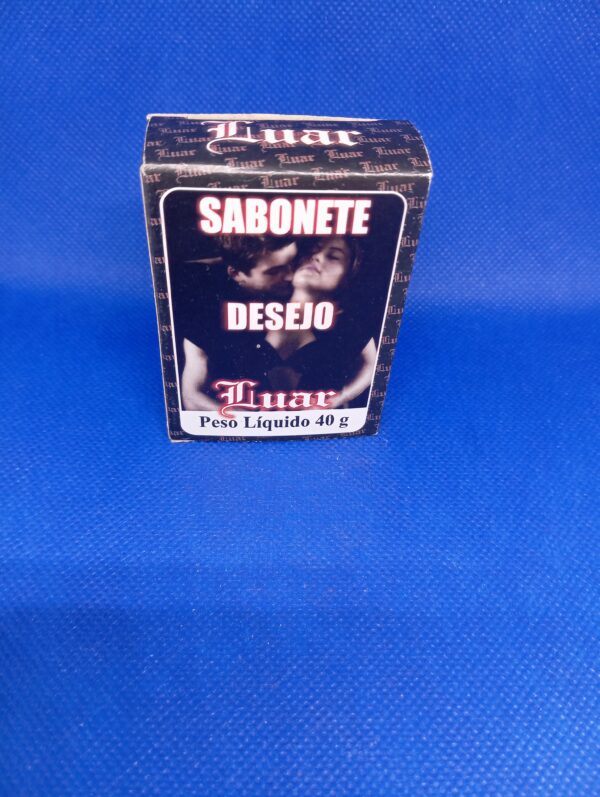 Luar
SABONETE
DESEJO
Luar
Peso Líquido 40 g